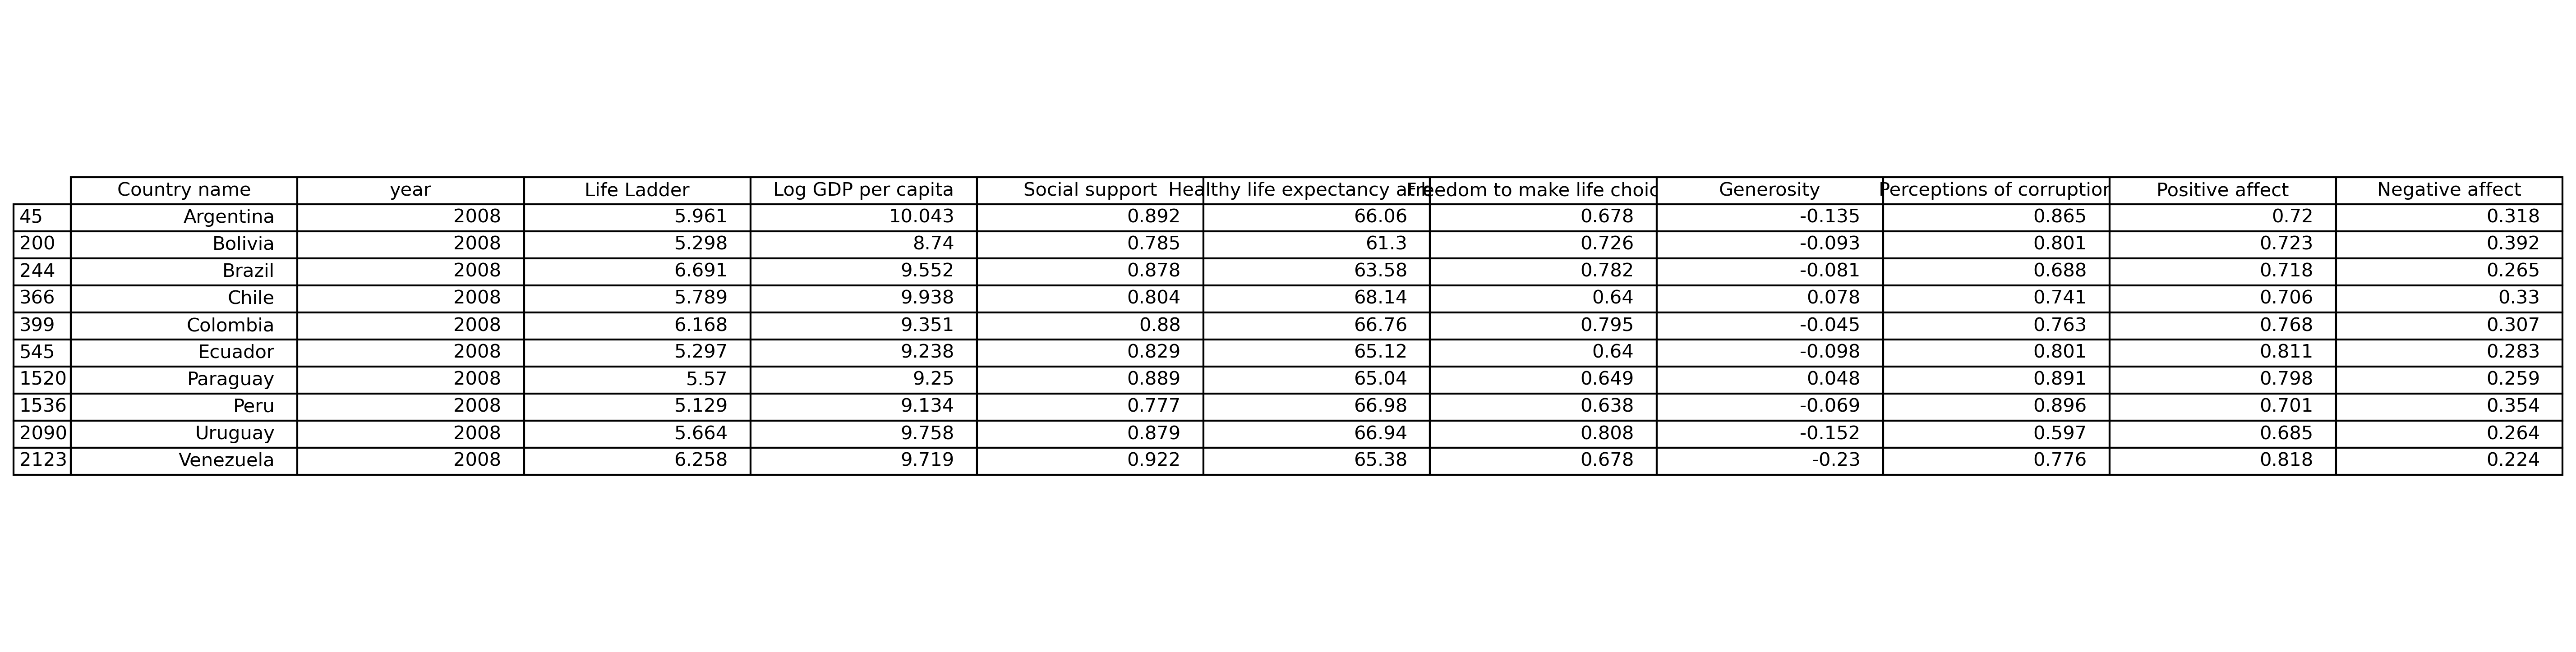 Country name year Life Ladder Log GDP per capita Social support Healthy life expectancy at Freedom to make life choic Generosity Perceptions of corruption Positive affect Negative affect
45 Argentina 2008 5.961 10.043 0.892 66.06 0.678 -0.135 0.865 0.72 0.318
200 Bolivia 2008 5.298 8.74 0.785 61.3 0.726 -0.093 0.801 0.723 0.392
244 Brazil 2008 6.691 9.552 0.878 63.58 0.782 -0.081 0.688 0.718 0.265
366 Chile 2008 5.789 9.938 0.804 68.14 0.64 0.078 0.741 0.706 0.33
399 Colombia 2008 6.168 9.351 0.88 66.76 0.795 -0.045 0.763 0.768 0.307
545 Ecuador 2008 5.297 9.238 0.829 65.12 0.64 -0.098 0.801 0.811 0.283
1520 Paraguay 2008 5.57 9.25 0.889 65.04 0.649 0.048 0.891 0.798 0.259
1536 Peru 2008 5.129 9.134 0.777 66.98 0.638 -0.069 0.896 0.701 0.354
2090 Uruguay 2008 5.664 9.758 0.879 66.94 0.808 -0.152 0.597 0.685 0.264
2123 Venezuela 2008 6.258 9.719 0.922 65.38 0.678 -0.23 0.776 0.818 0.224